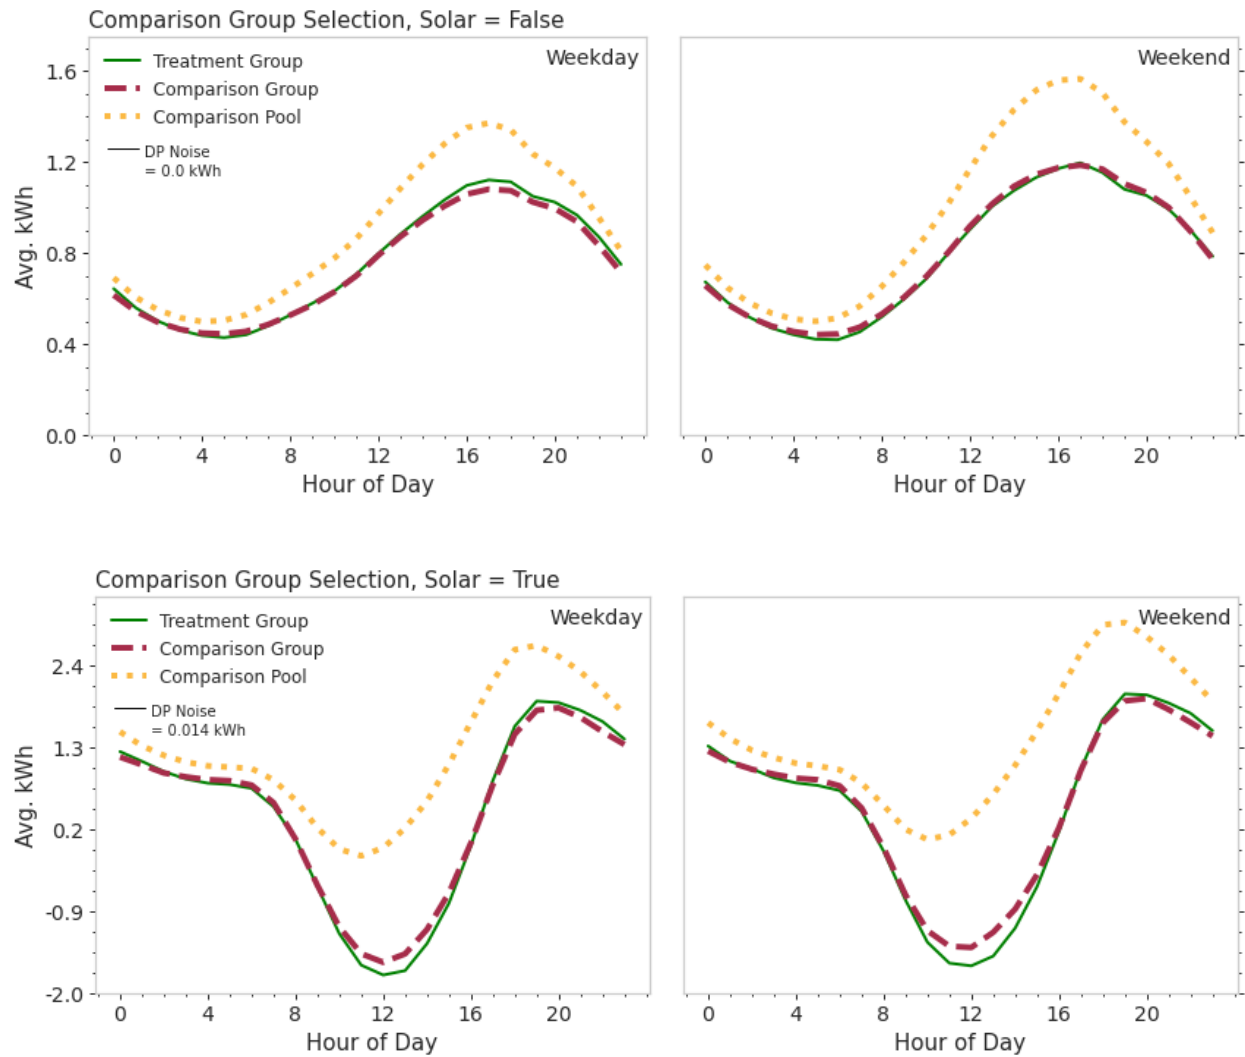 Comparison Group Selection, Solar = False
Weekday
Weekend
Treatment Group
Comparison Group
Comparison Pool
DP Noise
= 0.0 kWh
Avg. kWh
1.6
1.2
0.8
0.4
0.0
0 4 8 12 16 20
0 4 8 12 16 20
Hour of Day
Hour of Day
Comparison Group Selection, Solar = True
Weekday
Weekend
Treatment Group
Comparison Group
Comparison Pool
DP Noise
= 0.014 kWh
Avg. kWh
2.4
1.3
0.2
-0.9
-2.0
0 4 8 12 16 20
0 4 8 12 16 20
Hour of Day
Hour of Day